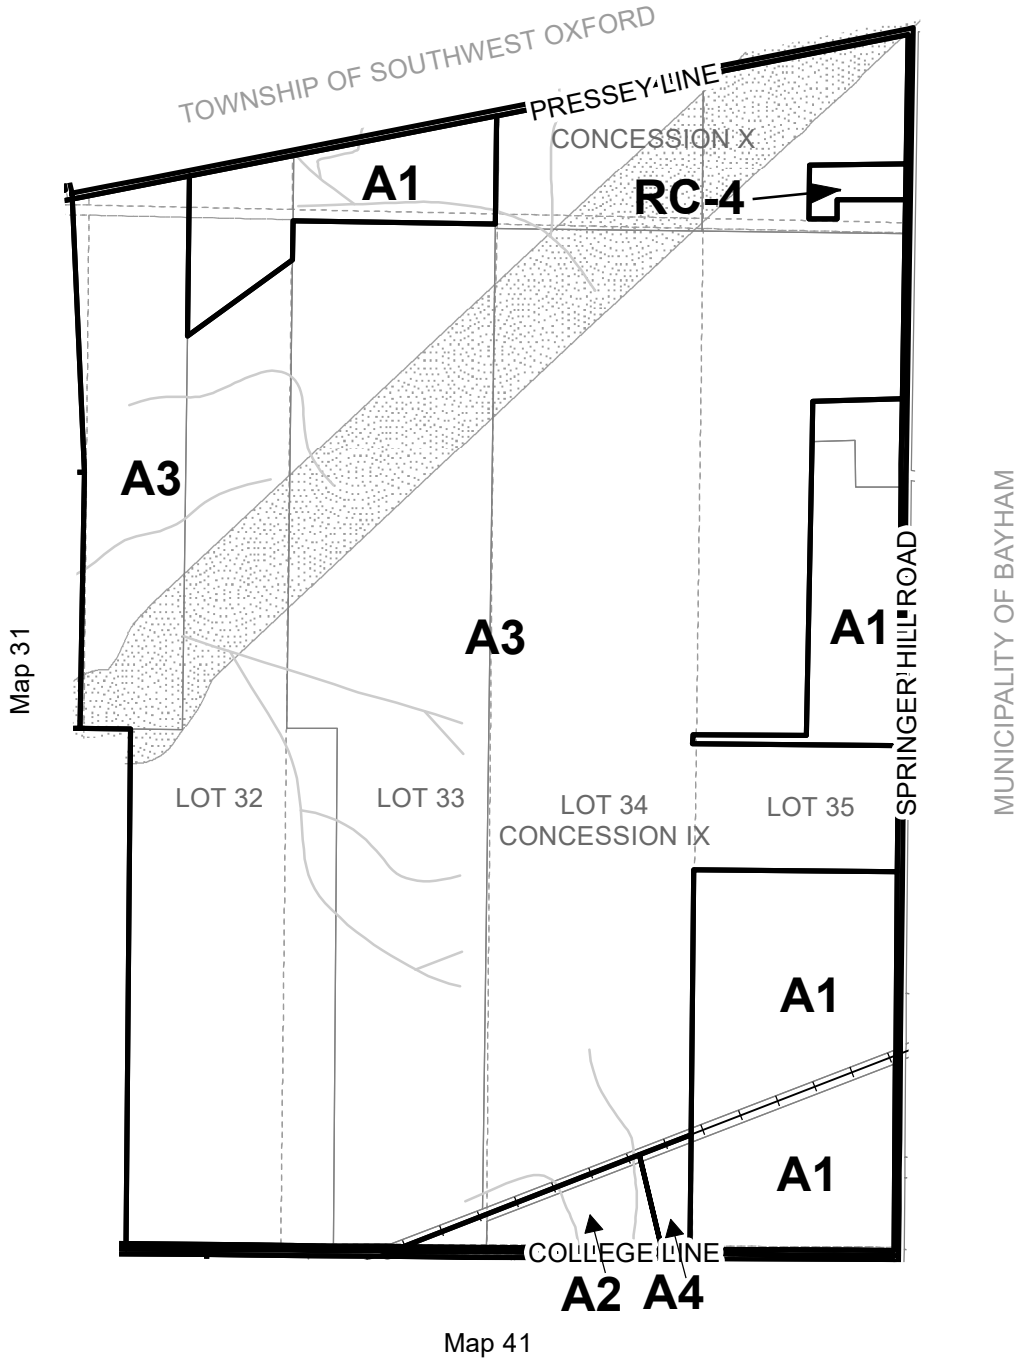 TOWNSHIP OF SOUTHWEST OXFORD
PRESSEY LINE
CONCESSION X
A1
RC-4
A3
A3
A1
SPRINGER HILL ROAD
MUNICIPALITY OF BAYHAM
Map 31
LOT 32
LOT 33
LOT 34
CONCESSION IX
LOT 35
A1
A1
COLLEGE LINE
A2
A4
Map 41